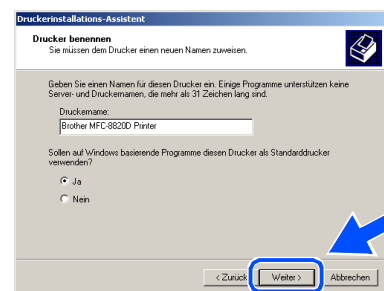 Druckerinstallations-Assistent
Drucker benennen
Sie müssen dem Drucker einen neuen Namen zuweisen.
Geben Sie einen Namen für diesen Drucker ein. Einige Programme unterstützen keine
Server- und Druckernamen, die mehr als 31 Zeichen lang sind.
Druckername:
Brother MFC-8820D Printer
Sollen auf Windows basierende Programme diesen Drucker als Standarddrucker
verwenden?
Ja
Nein
< Zurück Weiter > Abbrechen